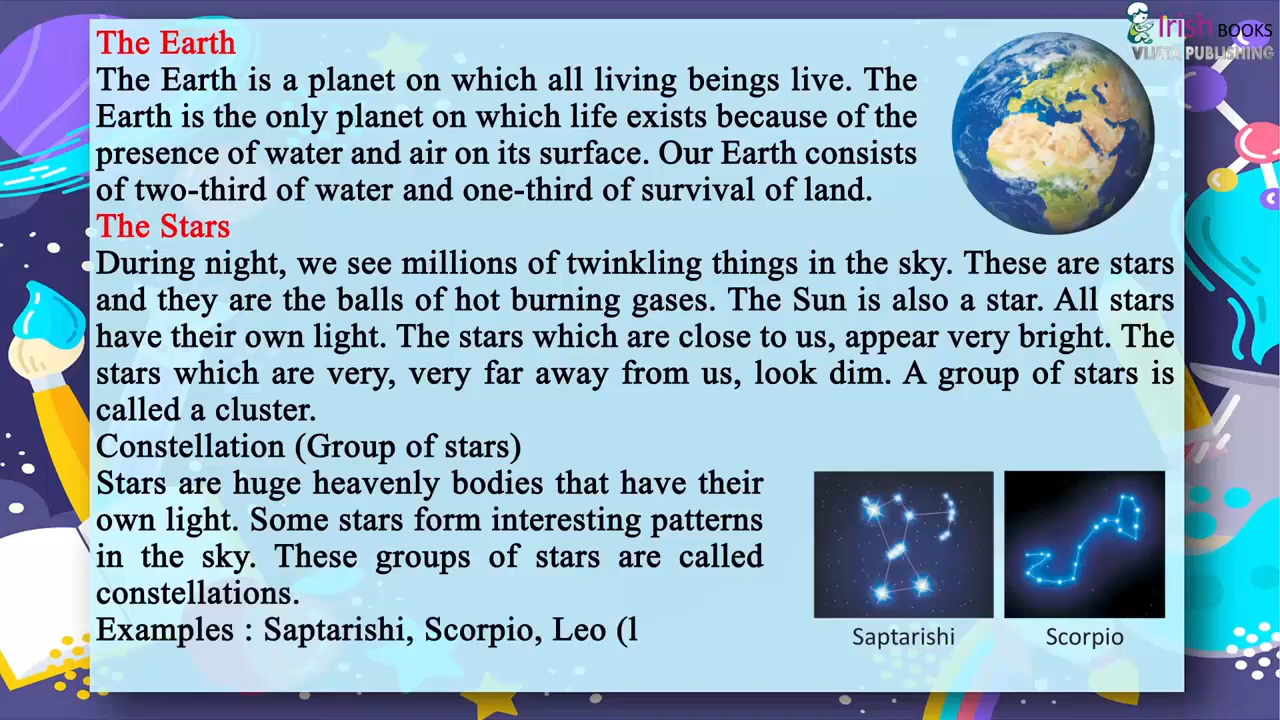 Irish BOOKS
VIJETA PUBLISHING
The Earth
The Earth is a planet on which all living beings live. The
Earth is the only planet on which life exists because of the
presence of water and air on its surface. Our Earth consists
of two-third of water and one-third of survival of land.
The Stars
During night, we see millions of twinkling things in the sky. These are stars
and they are the balls of hot burning gases. The Sun is also a star. All stars
have their own light. The stars which are close to us, appear very bright. The
stars which are very, very far away from us, look dim. A group of stars is
called a cluster.
Constellation (Group of stars)
Stars are huge heavenly bodies that have their
own light. Some stars form interesting patterns
in the sky. These groups of stars are called
constellations.
Examples : Saptarishi, Scorpio, Leo (l
Saptarishi
Scorpio